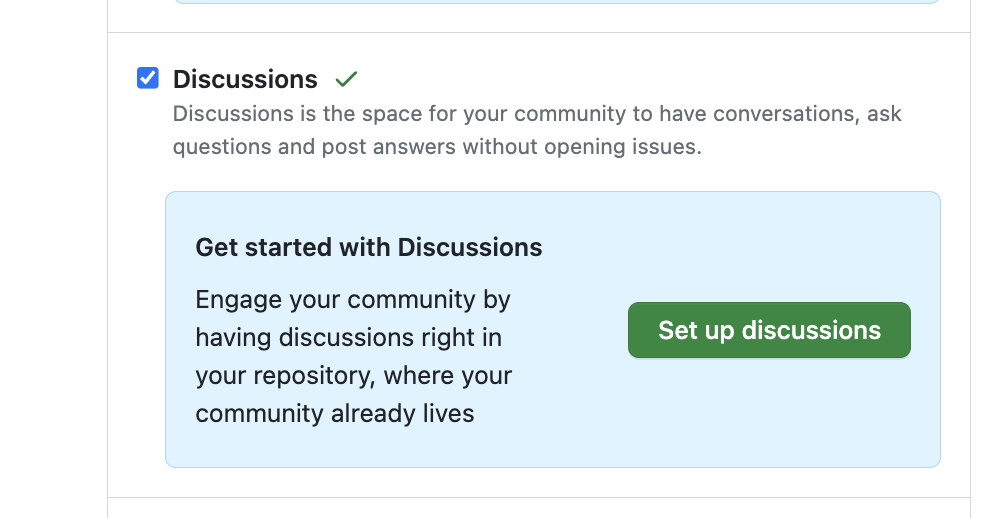 Discussions
Discussions is the space for your community to have conversations, ask
questions and post answers without opening issues.
Get started with Discussions
Engage your community by
having discussions right in
your repository, where your
community already lives
Set up discussions